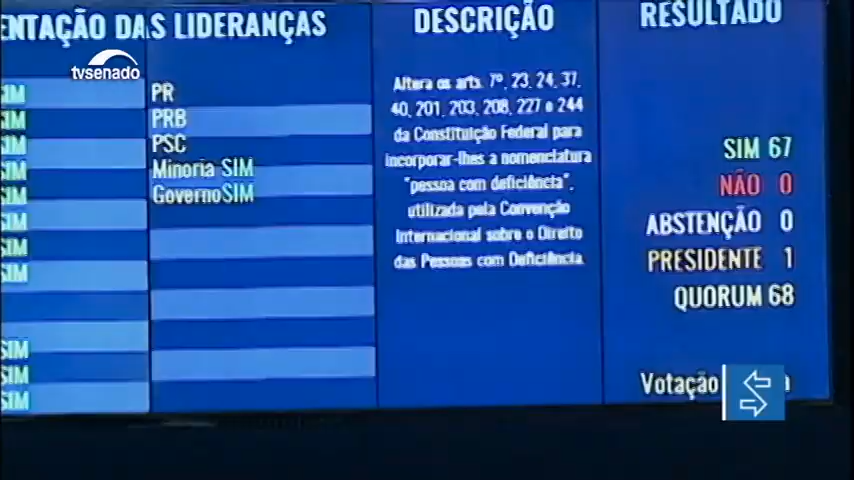 ENTAÇÃO DAS LIDERANÇAS
DESCRIÇÃO
RESULTADO
tvsenado
SIM
SIM
SIM
SIM
SIM
SIM
SIM
SIM
SIM
SIM
SIM
PR
PRB
PSC
Minoria SIM
Governo SIM
Altera os arts. 7º, 23, 24, 37,
40, 201, 203, 208, 227 e 244
da Constituição Federal para
incorporar-lhes a nomenclatura
"pessoa com deficiência",
utilizada pela Convenção
Internacional sobre o Direito
das Pessoas com Deficiência.
SIM 67
NÃO 0
ABSTENÇÃO 0
PRESIDENTE 1
QUORUM 68
Votação